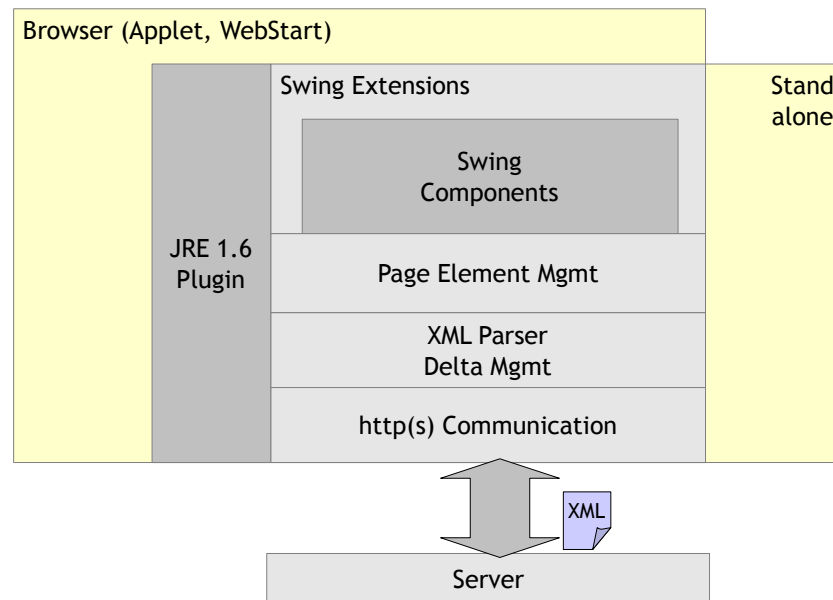 Browser (Applet, WebStart)
Swing Extensions
Stand
alone
Swing
Components
JRE 1.6
Plugin
Page Element Mgmt
XML Parser
Delta Mgmt
http(s) Communication
XML
Server